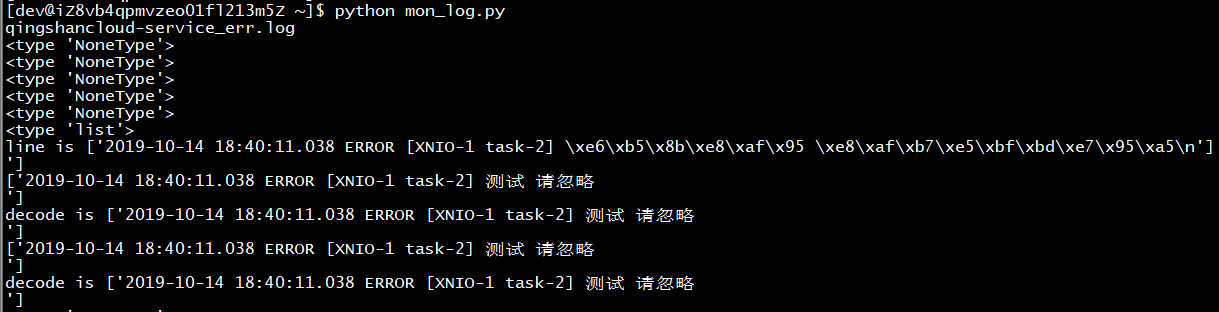 [dev@iZ8vb4qpmvzeo01fl213m5Z ~]$ python mon_log.py
qingshancloud-service_err.log
<type 'NoneType'>
<type 'NoneType'>
<type 'NoneType'>
<type 'NoneType'>
<type 'NoneType'>
<type 'list'>
line is ['2019-10-14 18:40:11.038 ERROR [XNIO-1 task-2] \xe6\xb5\x8b\xe8\xaf\x95 \xe8\xaf\xb7\xe5\xbf\xbd\xe7\x95\xa5\n']
']
['2019-10-14 18:40:11.038 ERROR [XNIO-1 task-2] 测试 请忽略
']
decode is ['2019-10-14 18:40:11.038 ERROR [XNIO-1 task-2] 测试 请忽略
']
['2019-10-14 18:40:11.038 ERROR [XNIO-1 task-2] 测试 请忽略
']
decode is ['2019-10-14 18:40:11.038 ERROR [XNIO-1 task-2] 测试 请忽略
']